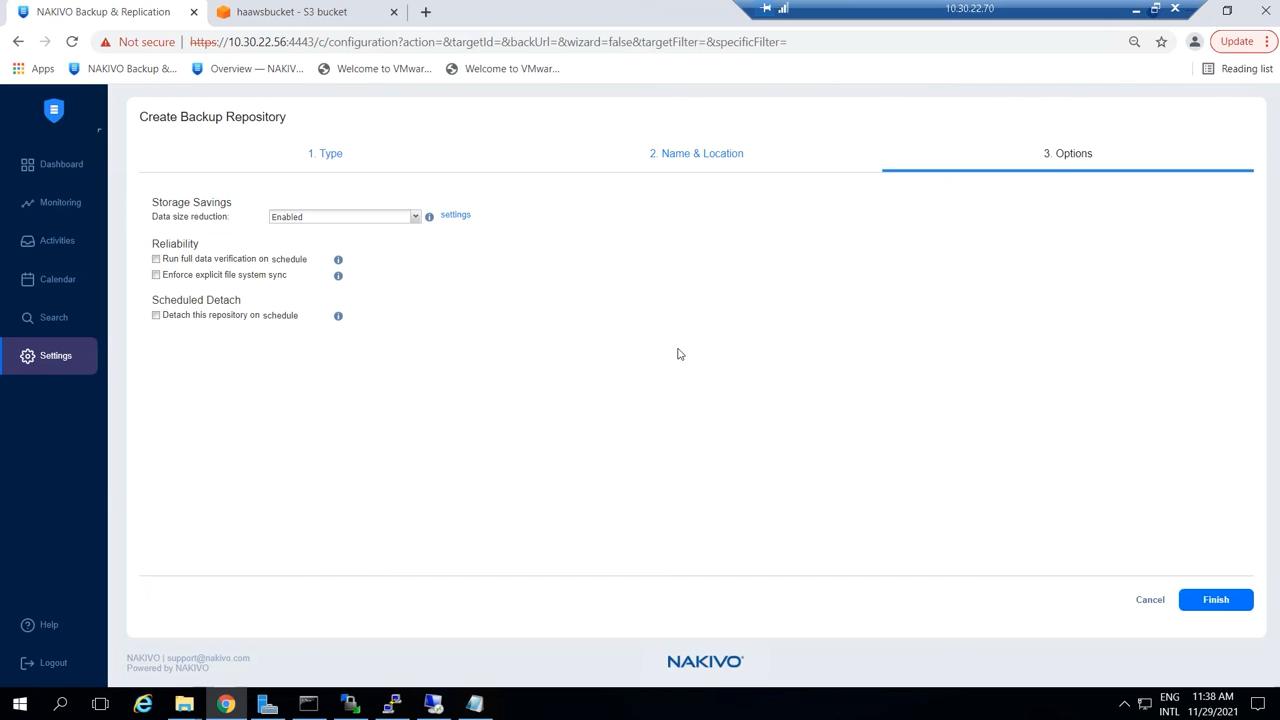 NAKIVO Backup & Replication
haawsbucket - S3 bucket
10.30.22.70
Not secure
https://10.30.22.56:4443/c/configuration?action=&targetId=&backUrl=&wizard=false&targetFilter=&specificFilter=
Update
Apps
NAKIVO Backup &...
Overview — NAKIV...
Welcome to VMwar...
Welcome to VMwar...
Reading list
Dashboard
Monitoring
Activities
Calendar
Search
Settings
Help
Logout
Create Backup Repository
1. Type
2. Name & Location
3. Options
Storage Savings
Data size reduction:
Enabled
settings
Reliability
Run full data verification on schedule
Enforce explicit file system sync
Scheduled Detach
Detach this repository on schedule
Cancel
Finish
NAKIVO | support@nakivo.com
Powered by NAKIVO
NAKIVO®
ENG
INTL
11:38 AM
11/29/2021